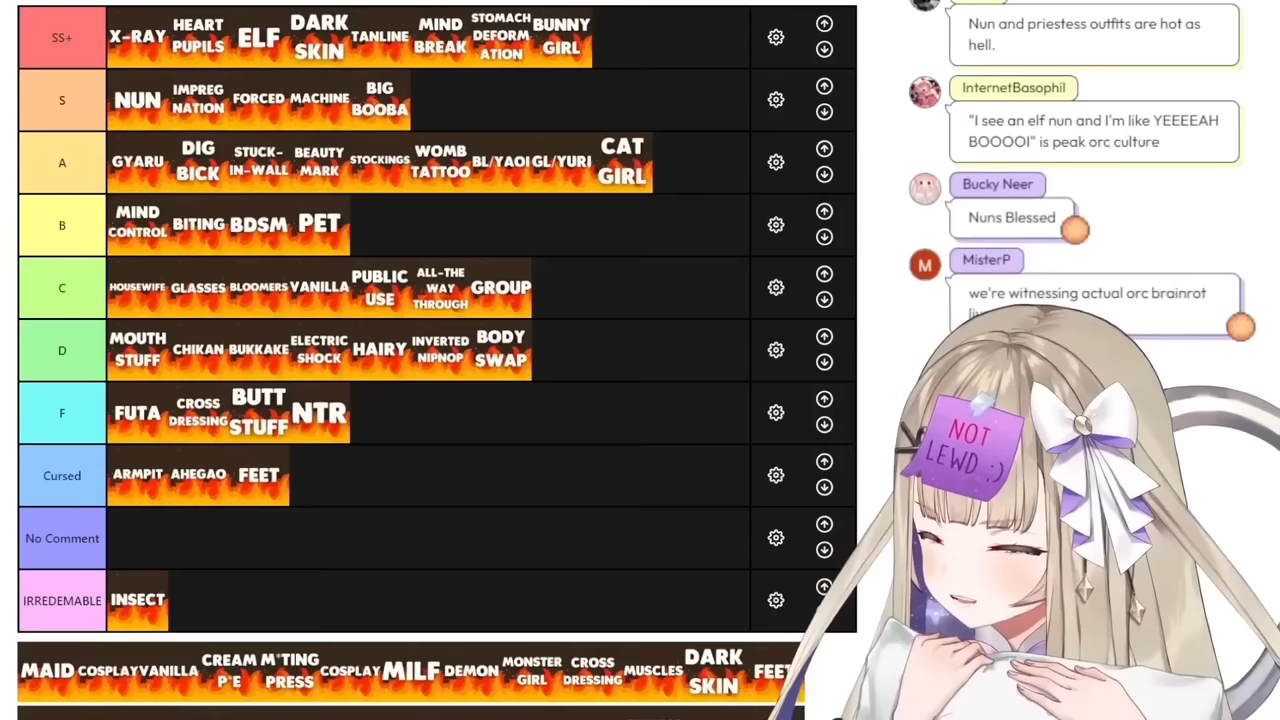 SS+
X-RAY
HEART
PUPILS
ELF
DARK
SKIN
TANLINE
MIND
BREAK
STOMACH
DEFORM
ATION
BUNNY
GIRL
S
NUN
IMPREG
NATION
FORCED
MACHINE
BIG
BOOBA
A
GYARU
DIG
BICK
STUCK-
IN-WALL
BEAUTY
MARK
STOCKINGS
WOMB
TATTOO
BL/YAOI
GL/YURI
CAT
GIRL
B
MIND
CONTROL
BITING
BDSM
PET
C
HOUSEWIFE
GLASSES
BLOOMERS
VANILLA
PUBLIC
USE
ALL-THE
WAY
THROUGH
GROUP
D
MOUTH
STUFF
CHIKAN
BUKKAKE
ELECTRIC
SHOCK
HAIRY
INVERTED
NIPNOP
BODY
SWAP
F
FUTA
CROSS
DRESSING
BUTT
STUFF
NTR
Cursed
ARMPIT
AHEGAO
FEET
No Comment
IRREDEMABLE
INSECT
MAID
COSPLAY
VANILLA
CREAM
P*E
M*TING
PRESS
COSPLAY
MILF
DEMON
MONSTER
GIRL
CROSS
DRESSING
MUSCLES
DARK
SKIN
FEET
Nun and priestess outfits are hot as
hell.
InternetBasophil
"I see an elf nun and I'm like YEEEEAH
BOOOOI" is peak orc culture
Bucky Neer
Nuns Blessed
M
MisterP
we're witnessing actual orc brainrot
NOT
LEWD :)